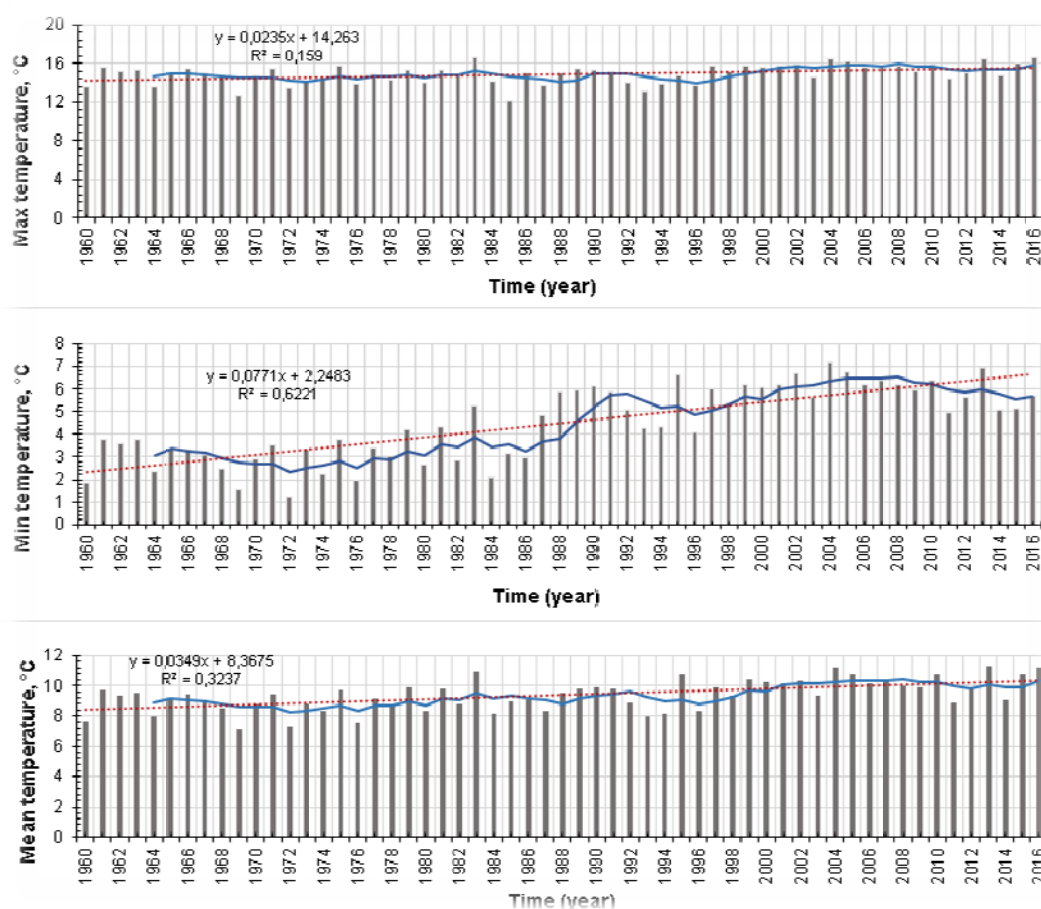 20
16
12
8
4
0
Max temperature, °C
y = 0,0235x + 14,263
R² = 0,159
1960 1962 1964 1966 1968 1970 1972 1974 1976 1978 1980 1982 1984 1986 1988 1990 1992 1994 1996 1998 2000 2002 2004 2006 2008 2010 2012 2014 2016
Time (year)
8
7
6
5
4
3
2
1
0
Min temperature, °C
y = 0,0771x + 2,2483
R² = 0,6221
1960 1962 1964 1966 1968 1970 1972 1974 1976 1978 1980 1982 1984 1986 1988 1990 1992 1994 1996 1998 2000 2002 2004 2006 2008 2010 2012 2014 2016
Time (year)
12
10
8
6
4
2
0
Mean temperature, °C
y = 0,0349x + 8,3675
R² = 0,3237
1960 1962 1964 1966 1968 1970 1972 1974 1976 1978 1980 1982 1984 1986 1988 1990 1992 1994 1996 1998 2000 2002 2004 2006 2008 2010 2012 2014 2016
Time (year)